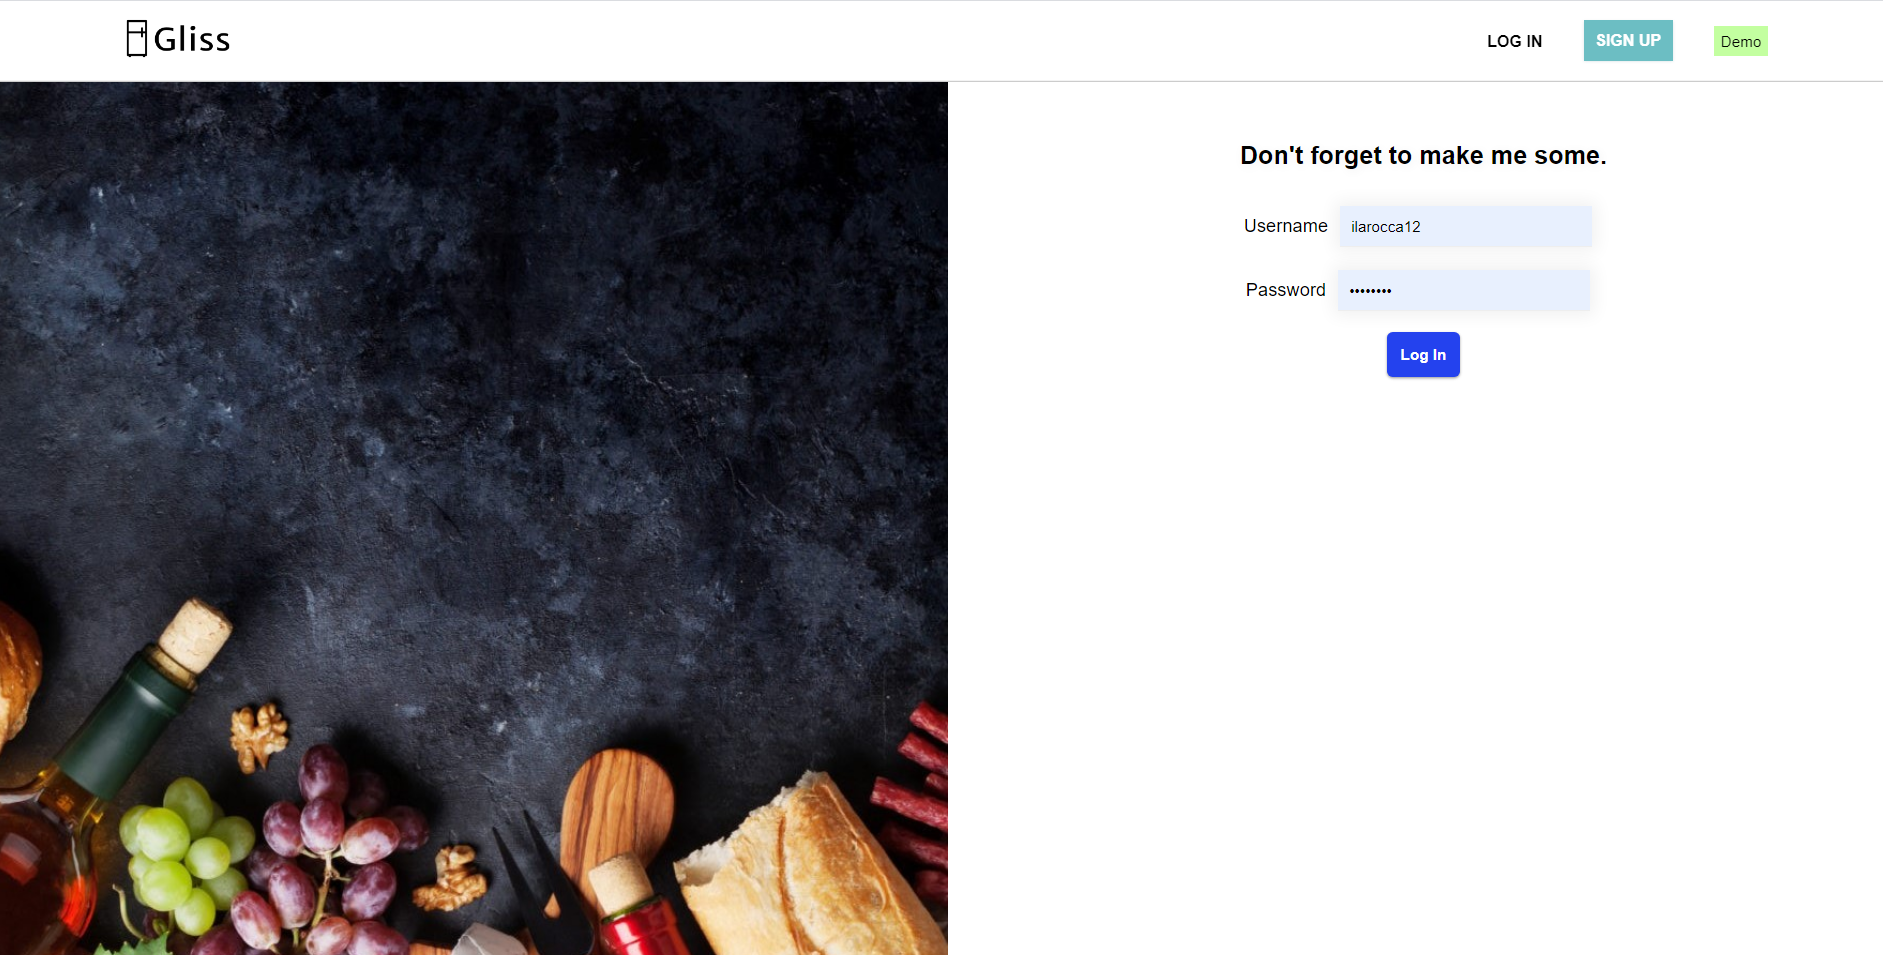 Gliss
LOG IN
SIGN UP
Demo
Don't forget to make me some.
Username ilarocca12
Password ••••••••
Log In